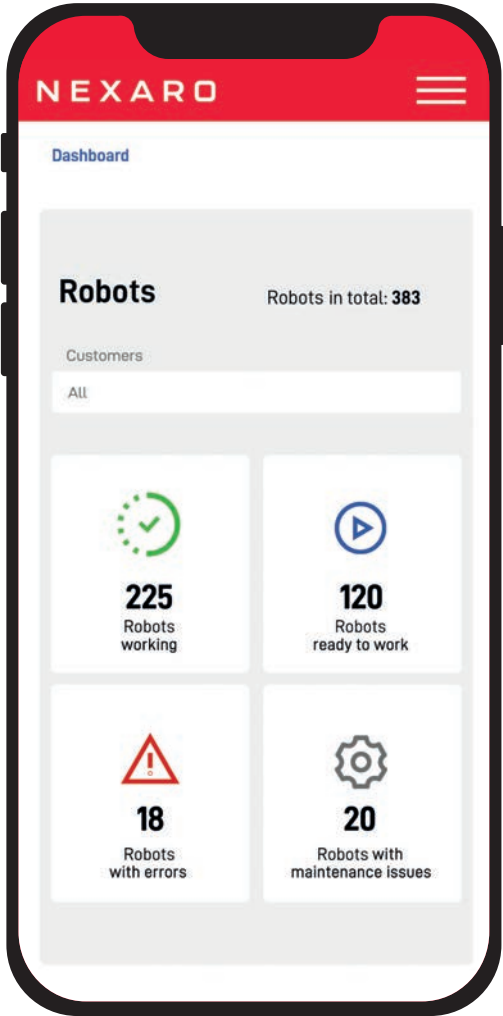 NEXARO
Dashboard
Robots
Robots in total: 383
Customers
All
225
Robots
working
120
Robots
ready to work
18
Robots
with errors
20
Robots with
maintenance issues